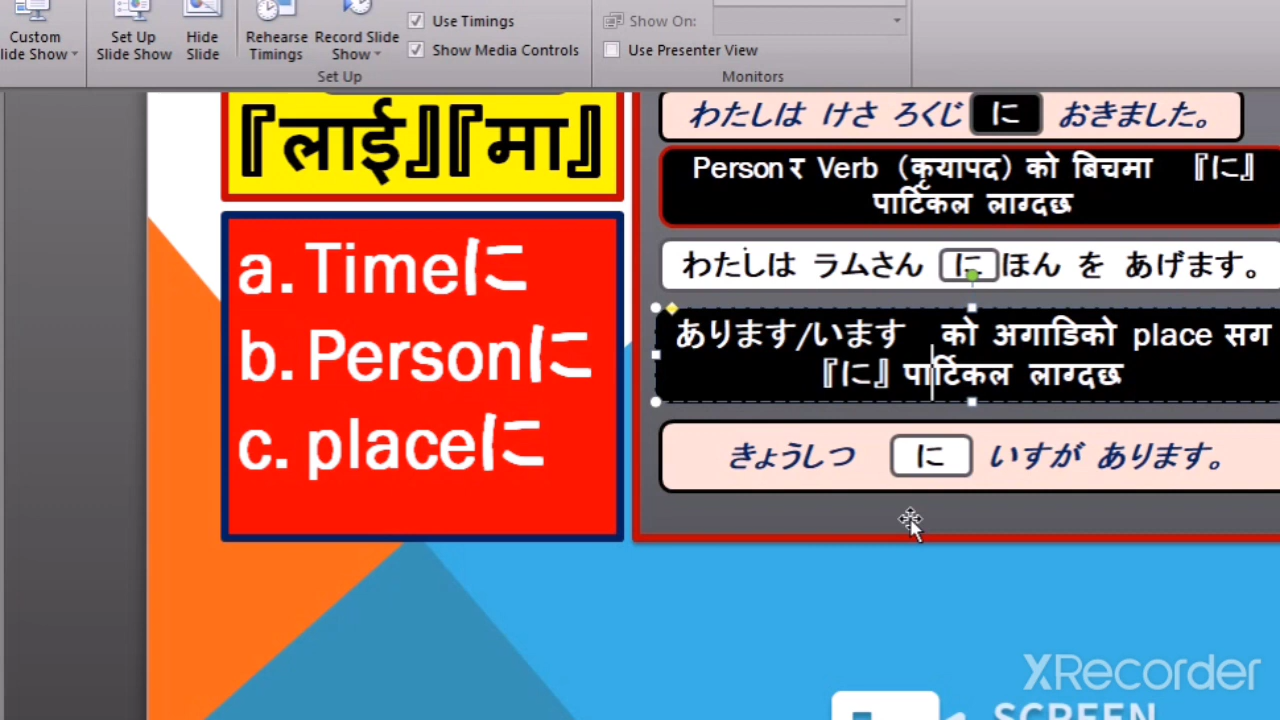 Custom
lide Show
Set Up
Slide Show
Hide
Slide
Rehearse
Timings
Record Slide
Show
Use Timings
Show Media Controls
Set Up
Show On:
Use Presenter View
Monitors
『लाई』『मा』
a. Timeに
b. Personに
c. placeに
わたしは けさ ろくじ に おきました。
Personर Verb (कृयापद) को बिचमा 『に』
पार्टिकल लाग्दछ
わたしは ラムさん に ほん を あげます。
あります/います को अगाडिको place सग
『に』 पार्टिकल लाग्दछ
きょうしつ に いすが あります。
XRecorder
SCREEN